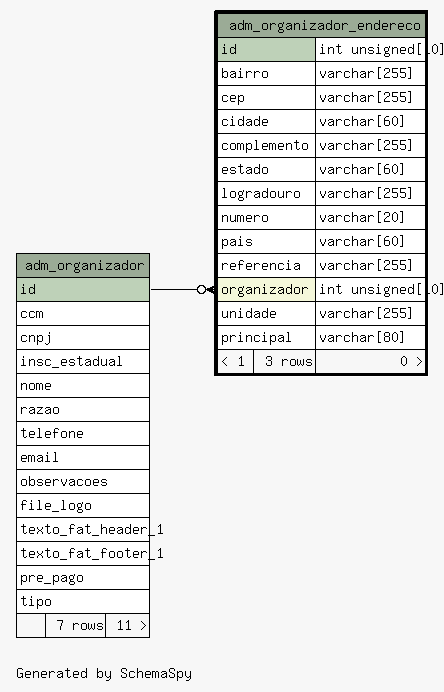 adm_organizador_endereco
id int unsigned[10]
bairro varchar[255]
cep varchar[255]
cidade varchar[60]
complemento varchar[255]
estado varchar[60]
logradouro varchar[255]
numero varchar[20]
pais varchar[60]
referencia varchar[255]
organizador int unsigned[10]
unidade varchar[255]
principal varchar[80]
< 1 3 rows 0 >
adm_organizador
id
ccm
cnpj
insc_estadual
nome
razao
telefone
email
observacoes
file_logo
texto_fat_header_1
texto_fat_footer_1
pre_pago
tipo
7 rows 11 >
Generated by SchemaSpy